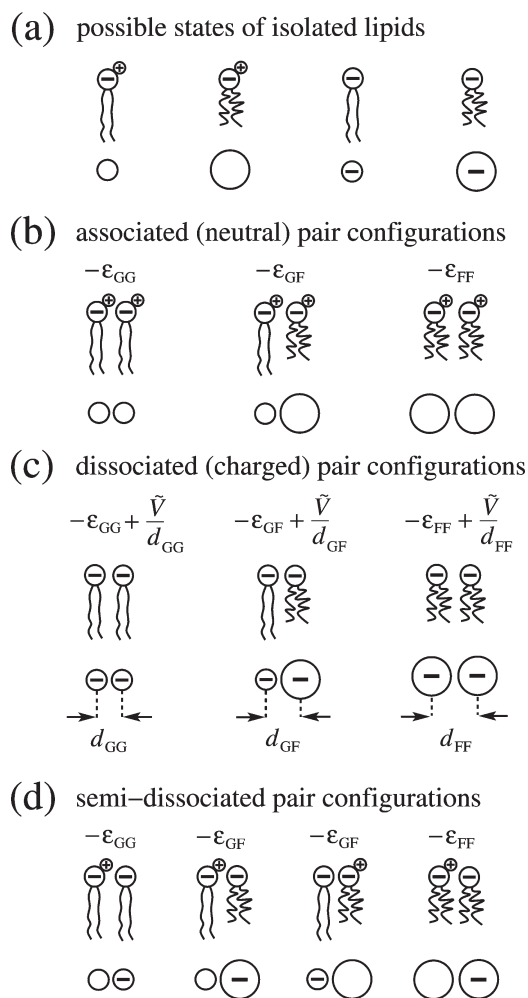 (a) possible states of isolated lipids
(b) associated (neutral) pair configurations
−ε_GG −ε_GF −ε_FF
(c) dissociated (charged) pair configurations
−ε_GG + Ṽ/d_GG −ε_GF + Ṽ/d_GF −ε_FF + Ṽ/d_FF
d_GG d_GF d_FF
(d) semi−dissociated pair configurations
−ε_GG −ε_GF −ε_GF −ε_FF